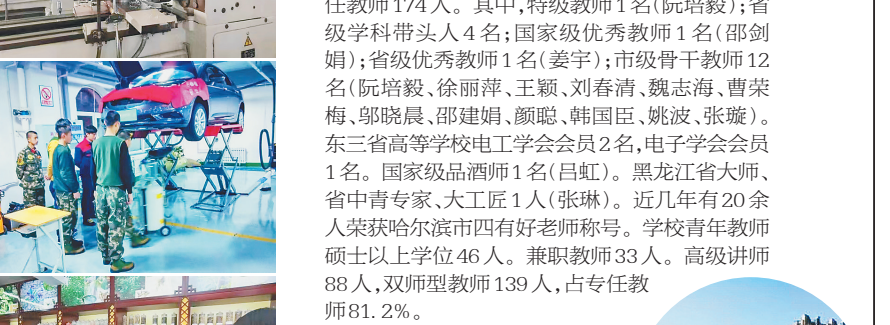 任教师174人。其中,特级教师1名(阮培毅);省
级学科带头人4名;国家级优秀教师1名(邵剑
娟);省级优秀教师1名(姜宇);市级骨干教师12
名(阮培毅、徐丽萍、王颖、刘春清、魏志海、曹荣
梅、邬晓晨、邵建娟、颜聪、韩国臣、姚波、张璇)。
东三省高等学校电工学会会员2名,电子学会会员
1名。国家级品酒师1名(吕虹)。黑龙江省大师、
省中青专家、大工匠1人(张琳)。近几年有20余
人荣获哈尔滨市四有好老师称号。学校青年教师
硕士以上学位46人。兼职教师33人。高级讲师
88人,双师型教师139人,占专任教
师81.2%。